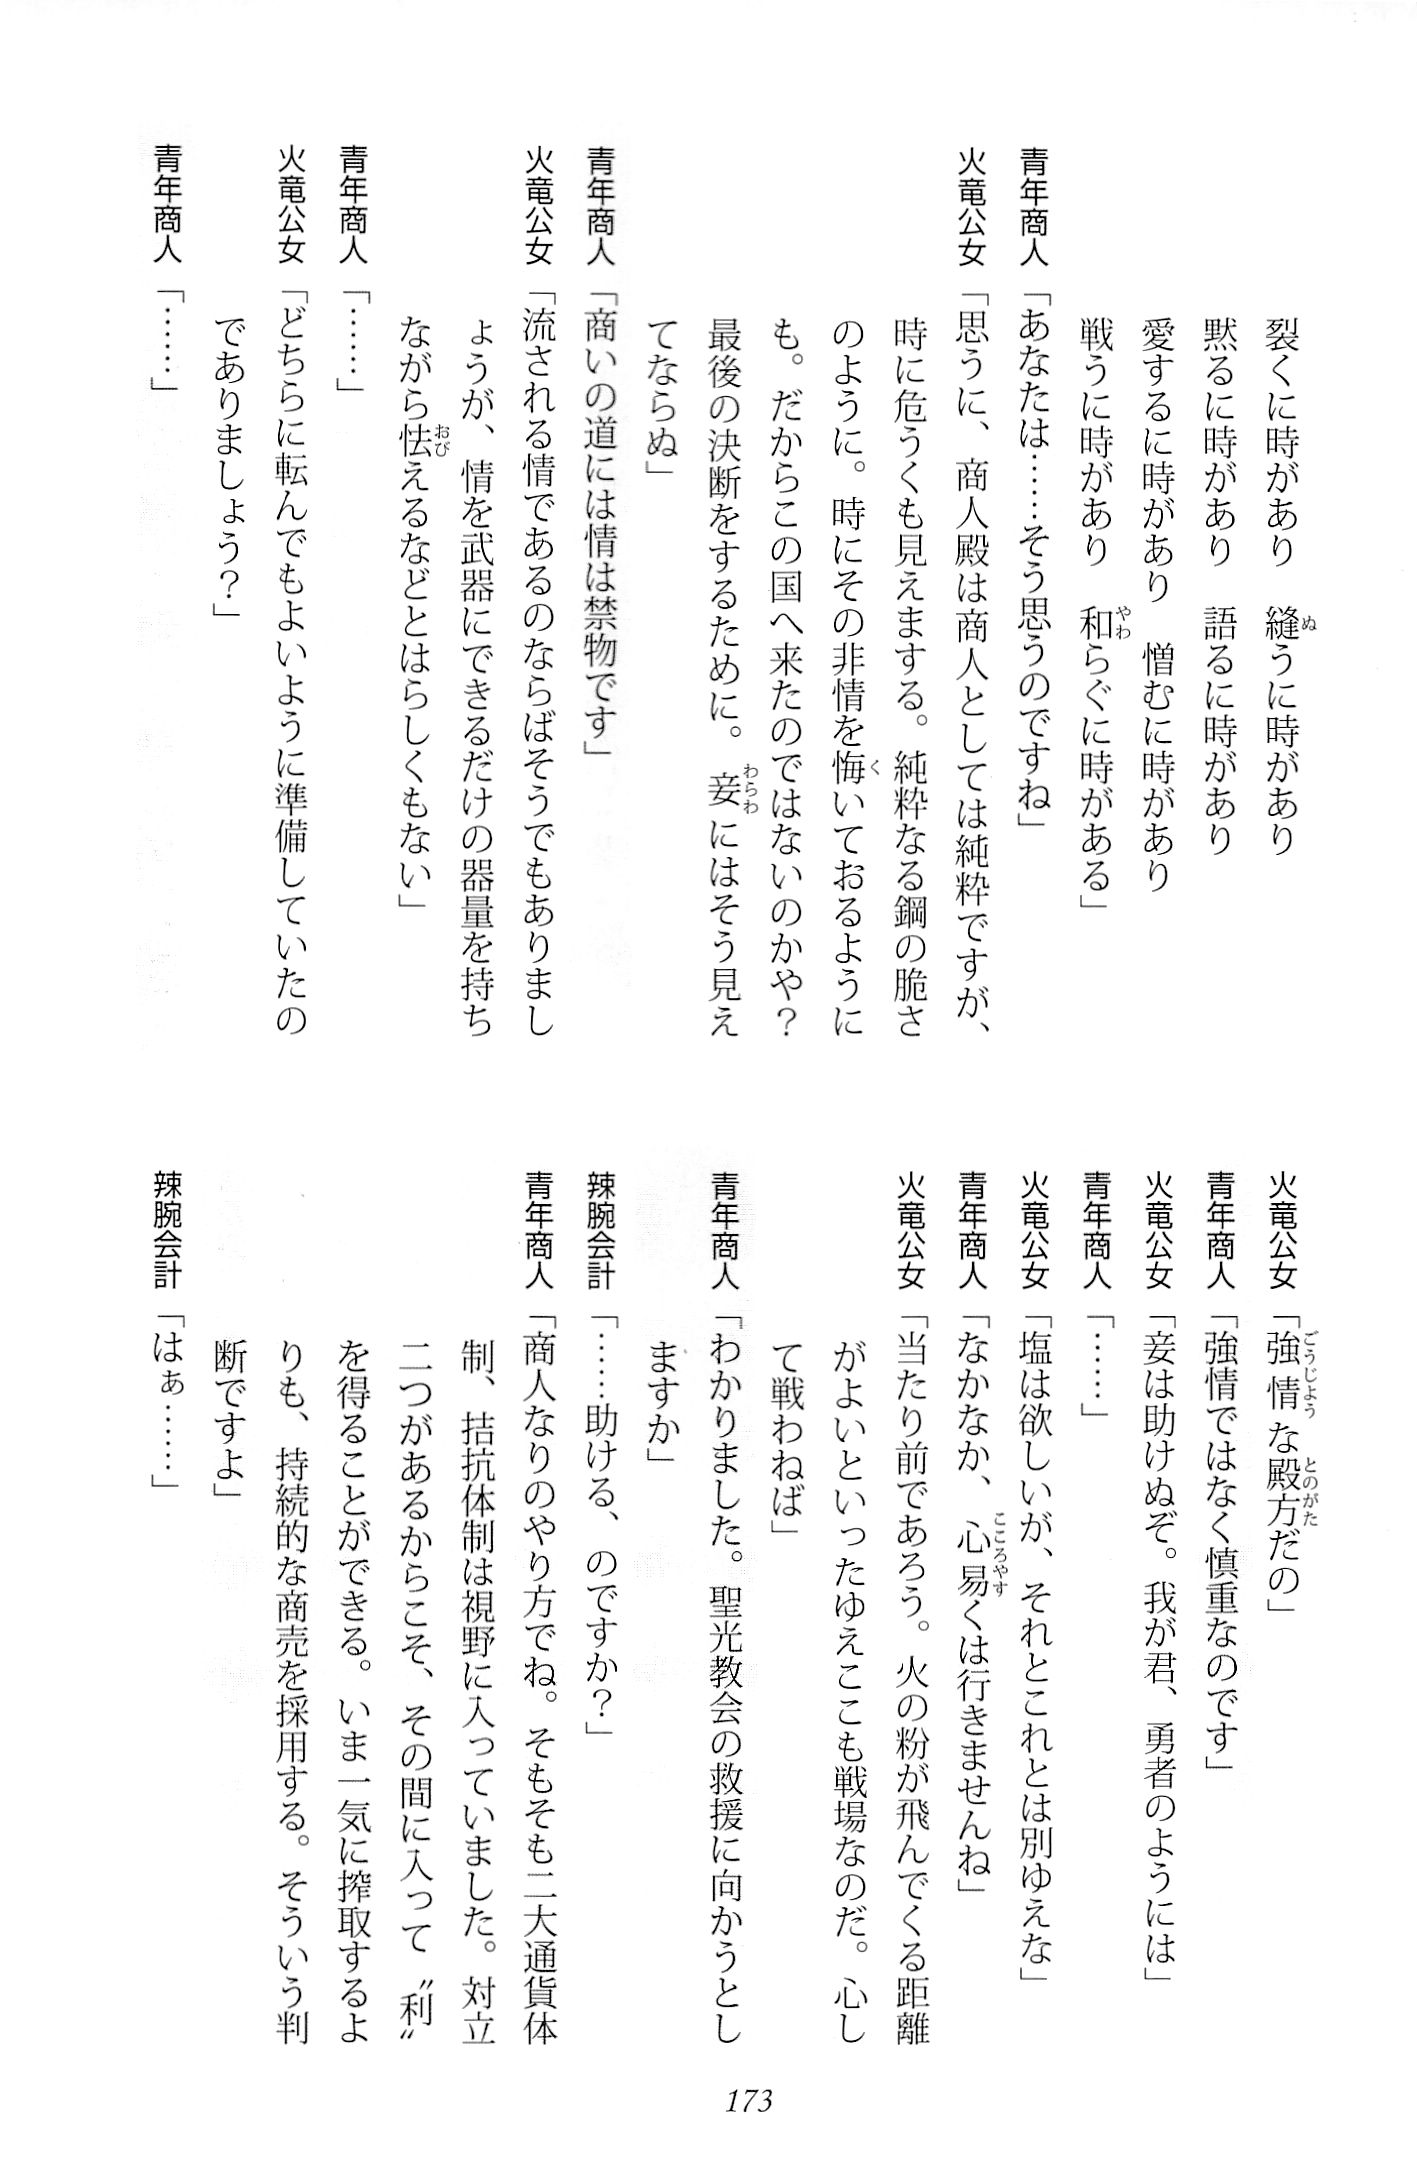 裂くに時があり　縫うに時があり
黙るに時があり　語るに時があり
愛するに時があり　憎むに時があり
戦うに時があり　和らぐに時がある」
青年商人「あなたは……そう思うのですね」
火竜公女「思うに、商人殿は商人としては純粋ですが、
時に危うくも見えまする。純粋なる鋼の脆さ
のように。時にその非情を悔いておるように
も。だからこの国へ来たのではないのかや？
最後の決断をするために。妾にはそう見え
てならぬ」
青年商人「商いの道には情は禁物です」
火竜公女「流される情であるのならばそうでもありまし
ょうが、情を武器にできるだけの器量を持ち
ながら怯えるなどとはらしくもない」
青年商人「……」
火竜公女「どちらに転んでもよいように準備していたの
でありましょう？」
青年商人「……」
火竜公女「強情な殿方だの」
青年商人「強情ではなく慎重なのです」
火竜公女「妾は助けぬぞ。我が君、勇者のようには」
青年商人「……」
火竜公女「塩は欲しいが、それとこれとは別ゆえな」
青年商人「なかなか、心易くは行きませんね」
火竜公女「当たり前であろう。火の粉が飛んでくる距離
がよいといったゆえここも戦場なのだ。心し
て戦わねば」
青年商人「わかりました。聖光教会の救援に向かうとし
ますか」
辣腕会計「……助ける、のですか？」
青年商人「商人なりのやり方でね。そもそも二大通貨体
制、拮抗体制は視野に入っていました。対立
二つがあるからこそ、その間に入って〝利〟
を得ることができる。いま一気に搾取するよ
りも、持続的な商売を採用する。そういう判
断ですよ」
辣腕会計「はぁ……」
173